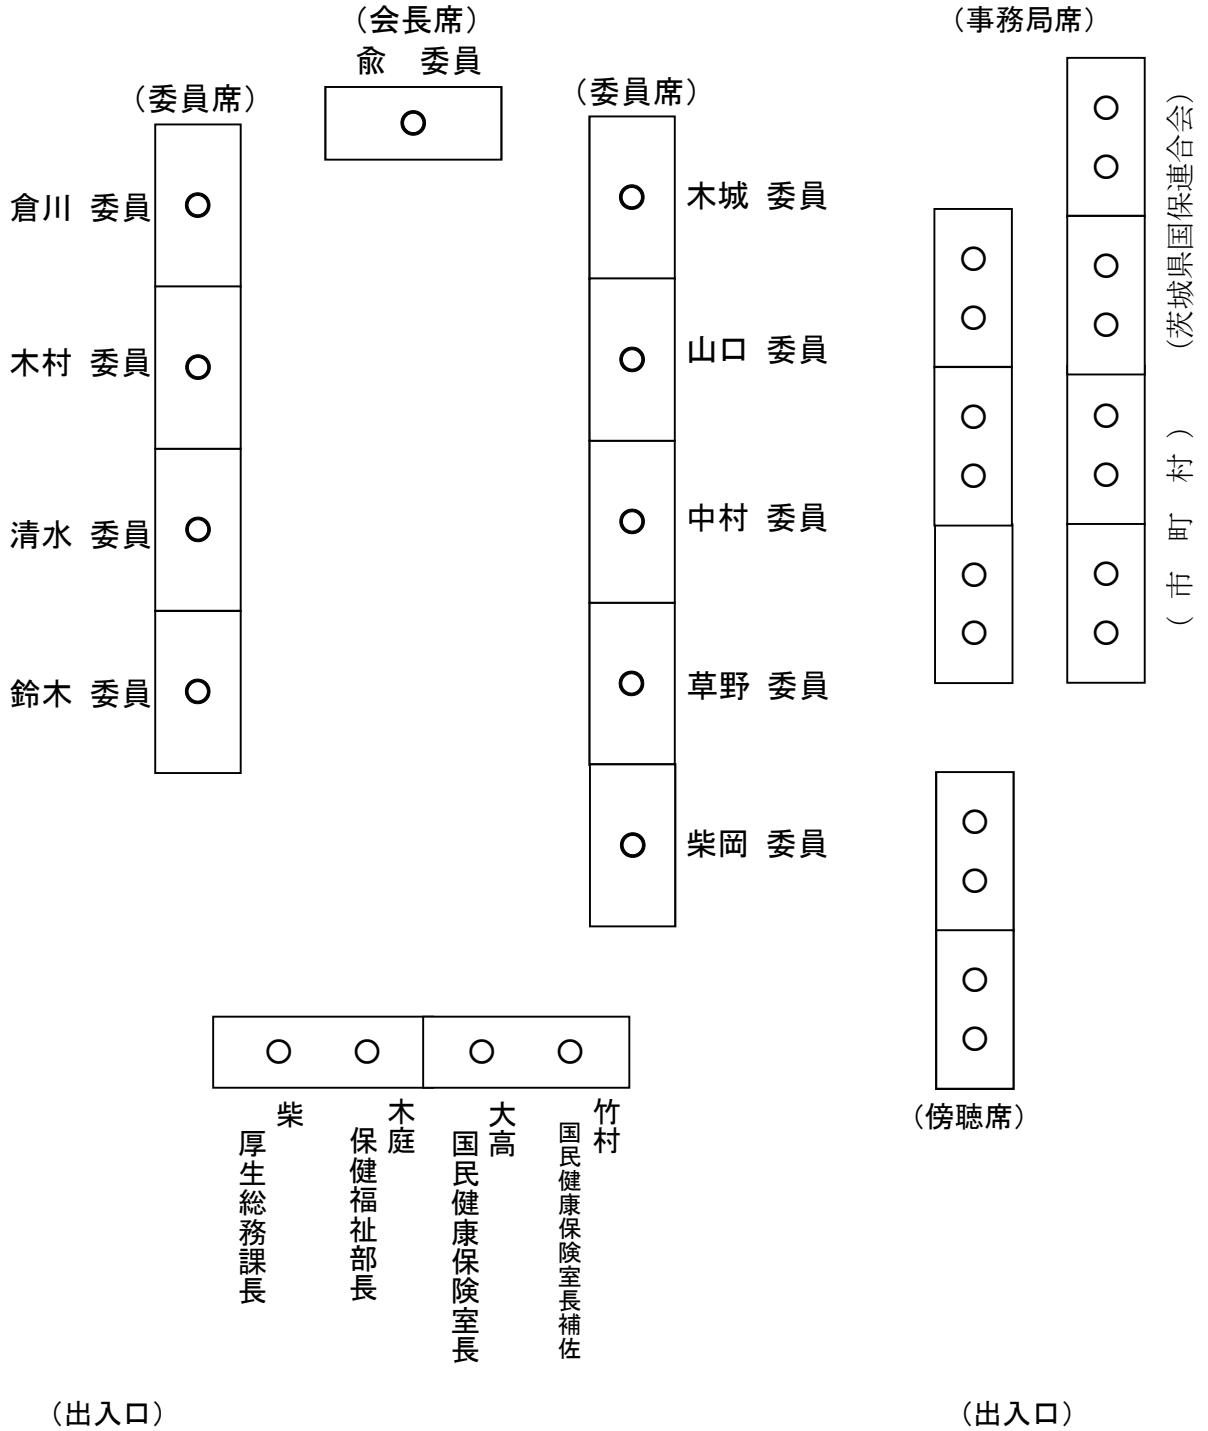 （会長席）
兪　委員
（事務局席）
（委員席）
（委員席）
倉川 委員
木村 委員
清水 委員
鈴木 委員
木城 委員
山口 委員
中村 委員
草野 委員
柴岡 委員
（茨城県国保連合会）
（市町村）
（傍聴席）
柴
厚生総務課長
木庭
保健福祉部長
大高
国民健康保険室長
竹村
国民健康保険室長補佐
（出入口）
（出入口）